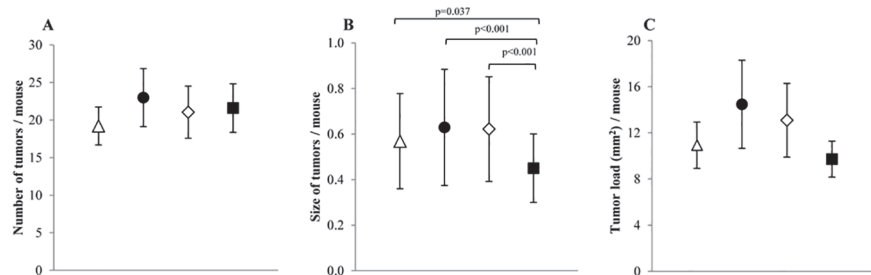 A
Number of tumors / mouse
30
25
20
15
10
5
0
B
Size of tumors / mouse
1.0
0.8
0.6
0.4
0.2
0.0
p=0.037
p<0.001
p<0.001
C
Tumor load (mm²) / mouse
20
16
12
8
4
0